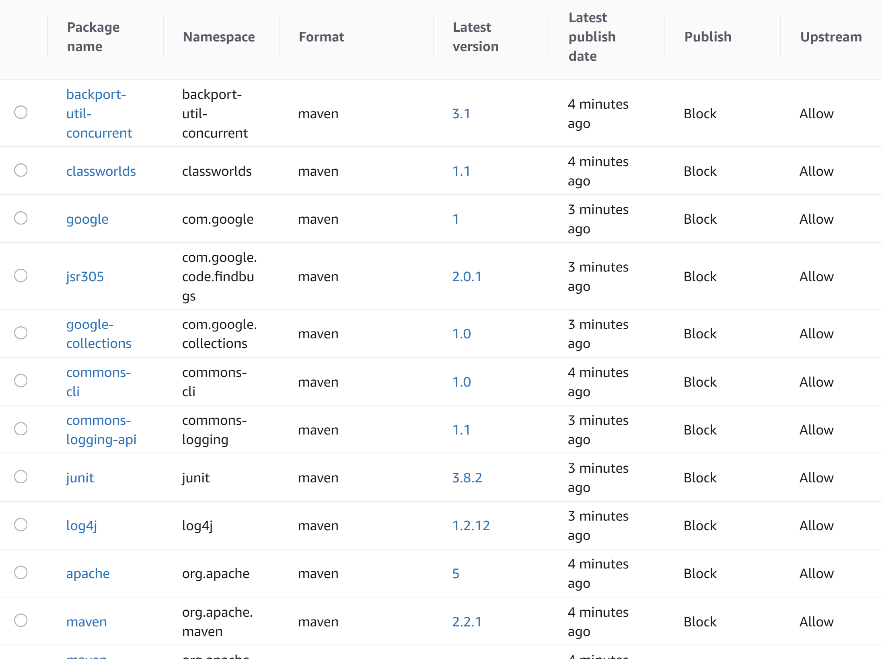 Package name Namespace Format Latest version Latest publish date Publish Upstream
backport-util-concurrent backport-util-concurrent maven 3.1 4 minutes ago Block Allow
classworlds classworlds maven 1.1 4 minutes ago Block Allow
google com.google maven 1 3 minutes ago Block Allow
jsr305 com.google.code.findbugs maven 2.0.1 3 minutes ago Block Allow
google-collections com.google.collections maven 1.0 3 minutes ago Block Allow
commons-cli commons-cli maven 1.0 4 minutes ago Block Allow
commons-logging-api commons-logging maven 1.1 3 minutes ago Block Allow
junit junit maven 3.8.2 3 minutes ago Block Allow
log4j log4j maven 1.2.12 3 minutes ago Block Allow
apache org.apache maven 5 4 minutes ago Block Allow
maven org.apache.maven maven 2.2.1 4 minutes ago Block Allow